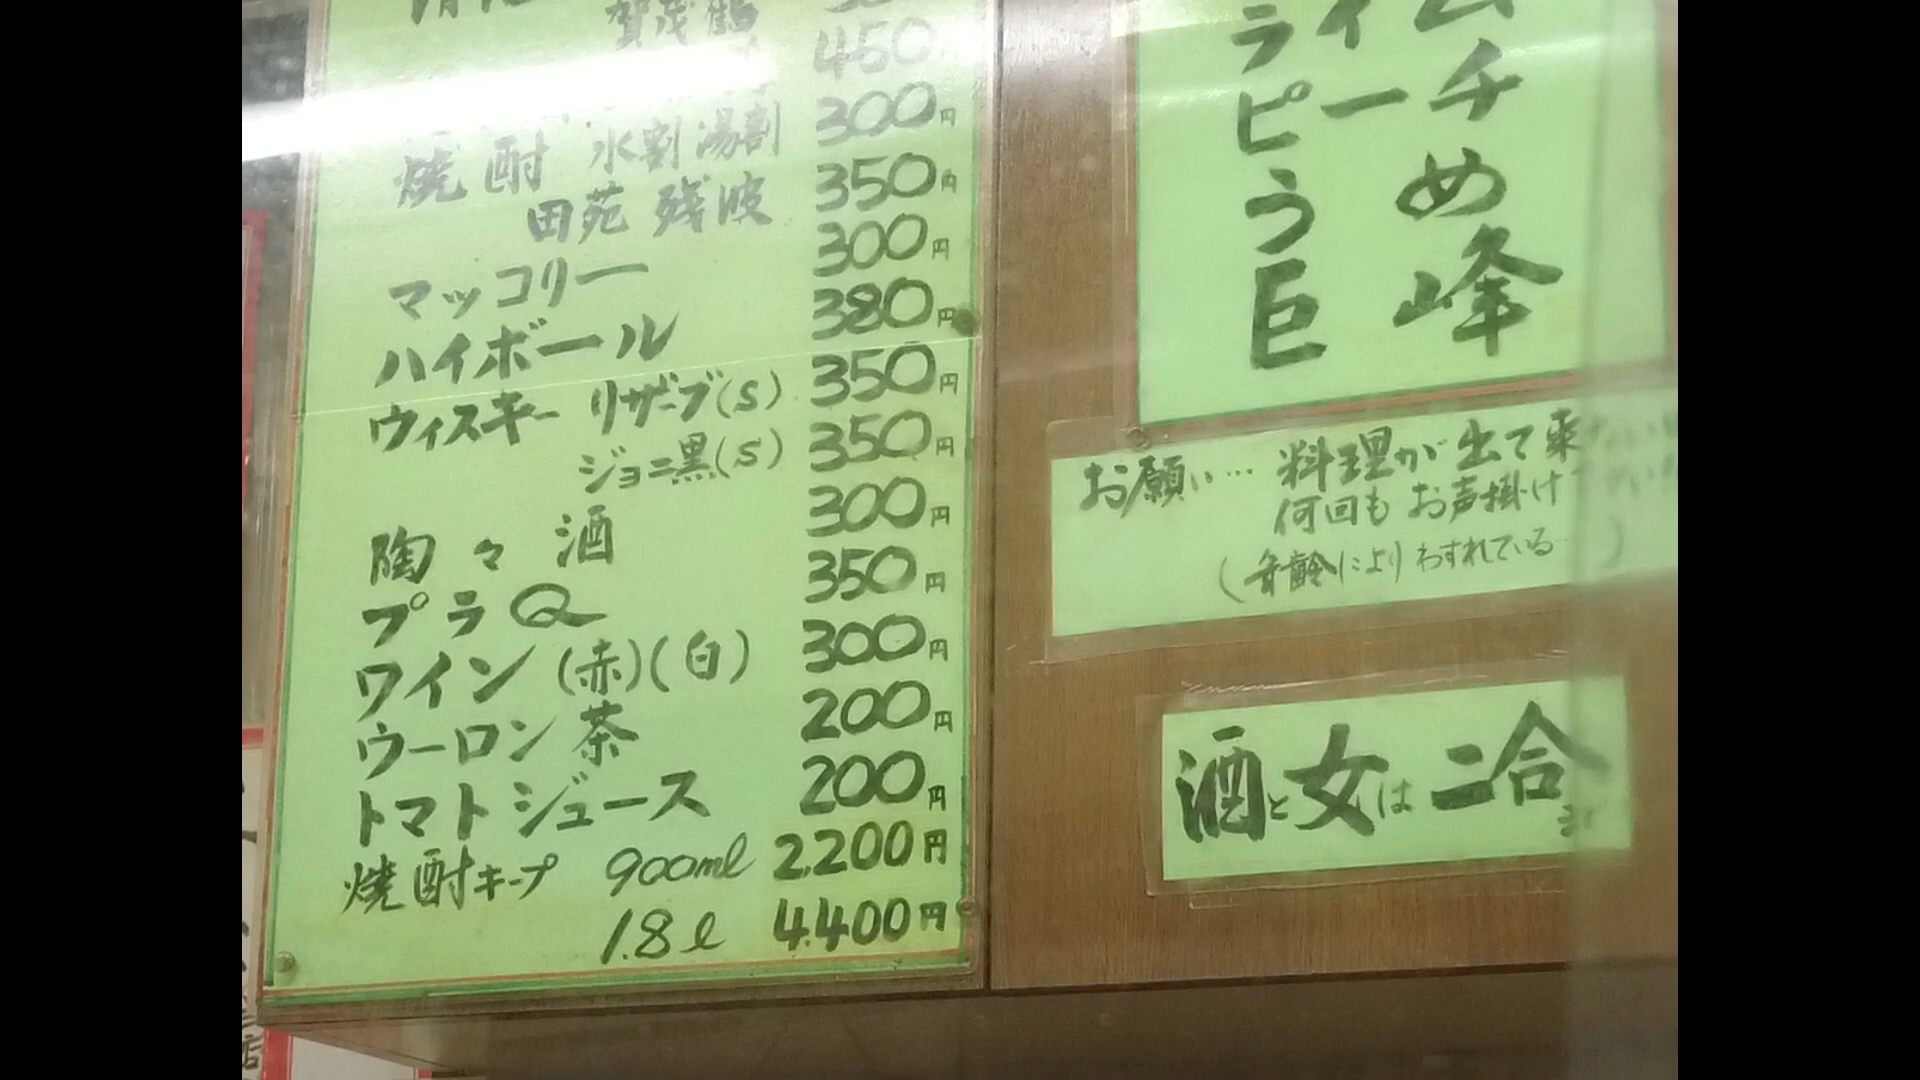 賀茂鶴
450
焼酎 水割 湯割 300円
田苑 残波 350円
マッコリー 300円
ハイボール 380円
ウィスキー リザーブ(S) 350円
ジョニ黒(S) 350円
陶々酒 300円
プラQ 350円
ワイン (赤)(白) 300円
ウーロン茶 200円
トマトジュース 200円
焼酎キープ 900ml 2,200円
1.8l 4,400円
ライム
ピーチ
うめ
巨峰
お願い… 料理が出て来
何回もお声掛け
(年齢によりわすれている…)
酒と女は二合